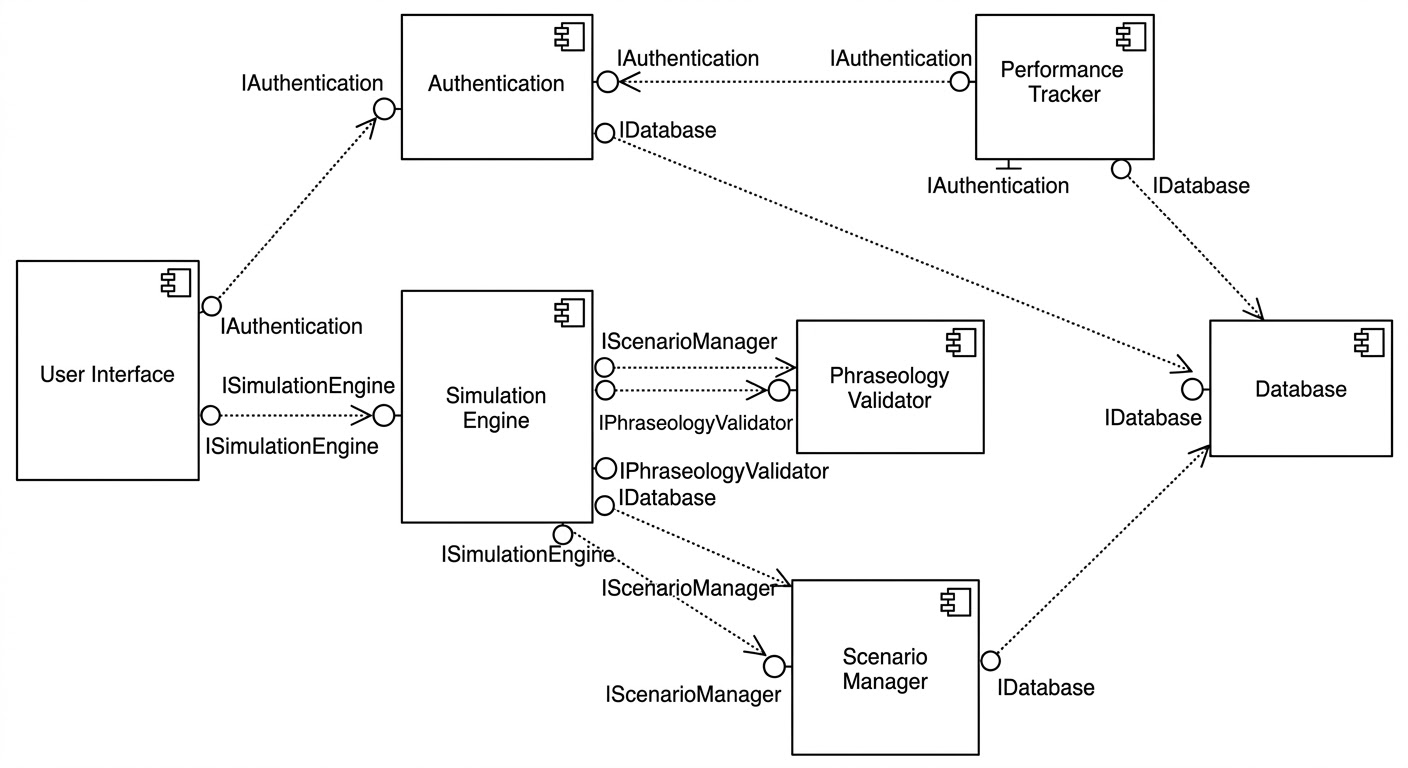 IAuthentication
Authentication
IAuthentication
IDatabase
IAuthentication
Performance
Tracker
IAuthentication
IDatabase
User Interface
IAuthentication
ISimulationEngine
ISimulationEngine
Simulation
Engine
IScenarioManager
IPhraseologyValidator
Phraseology
Validator
IPhraseologyValidator
IDatabase
ISimulationEngine
IScenarioManager
IScenarioManager
Scenario
Manager
IDatabase
IDatabase
Database